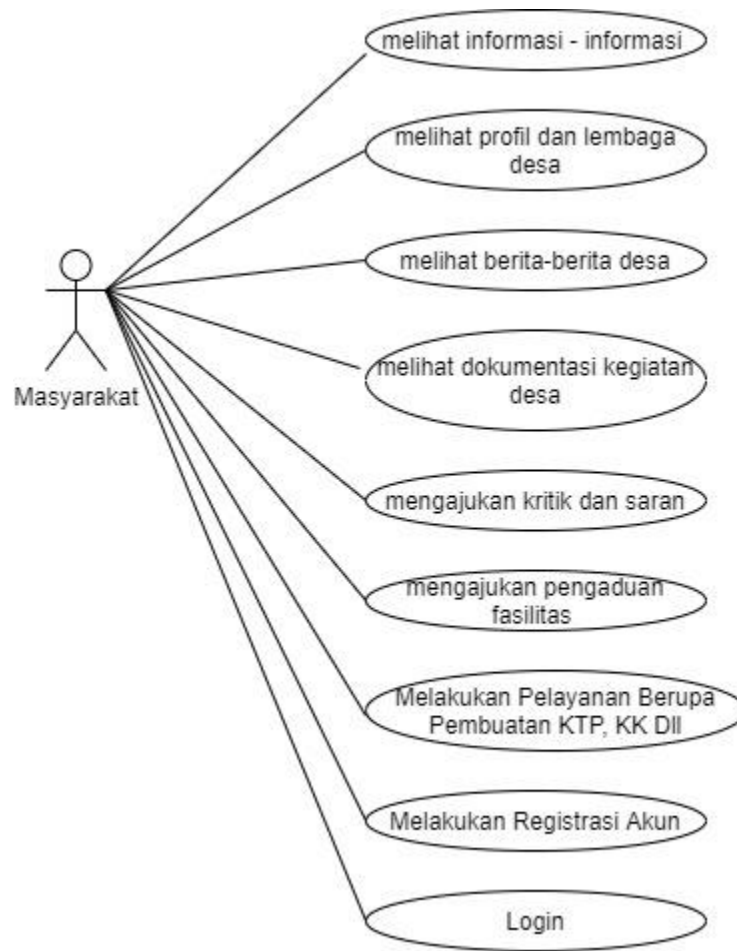 melihat informasi - informasi
melihat profil dan lembaga
desa
melihat berita-berita desa
melihat dokumentasi kegiatan
desa
Masyarakat
mengajukan kritik dan saran
mengajukan pengaduan
fasilitas
Melakukan Pelayanan Berupa
Pembuatan KTP, KK Dll
Melakukan Registrasi Akun
Login